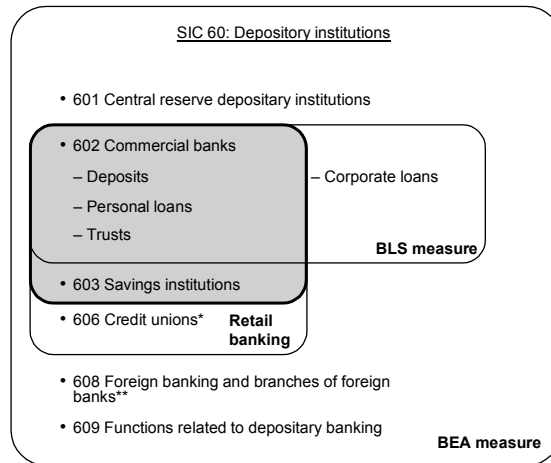 SIC 60: Depository institutions
• 601 Central reserve depositary institutions
• 602 Commercial banks
– Deposits
– Corporate loans
– Personal loans
– Trusts
BLS measure
• 603 Savings institutions
• 606 Credit unions*
Retail
banking
• 608 Foreign banking and branches of foreign
banks**
• 609 Functions related to depositary banking
BEA measure